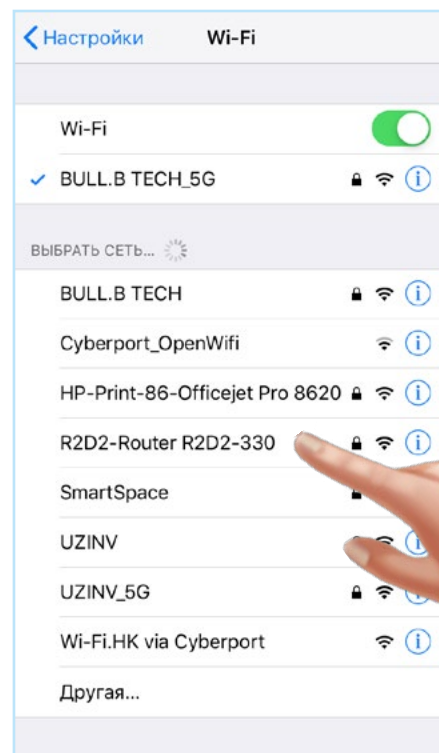 Настройки Wi-Fi
Wi-Fi
BULL.B TECH_5G
ВЫБРАТЬ СЕТЬ...
BULL.B TECH
Cyberport_OpenWifi
HP-Print-86-Officejet Pro 8620
R2D2-Router R2D2-330
SmartSpace
UZINV
UZINV_5G
Wi-Fi.HK via Cyberport
Другая...